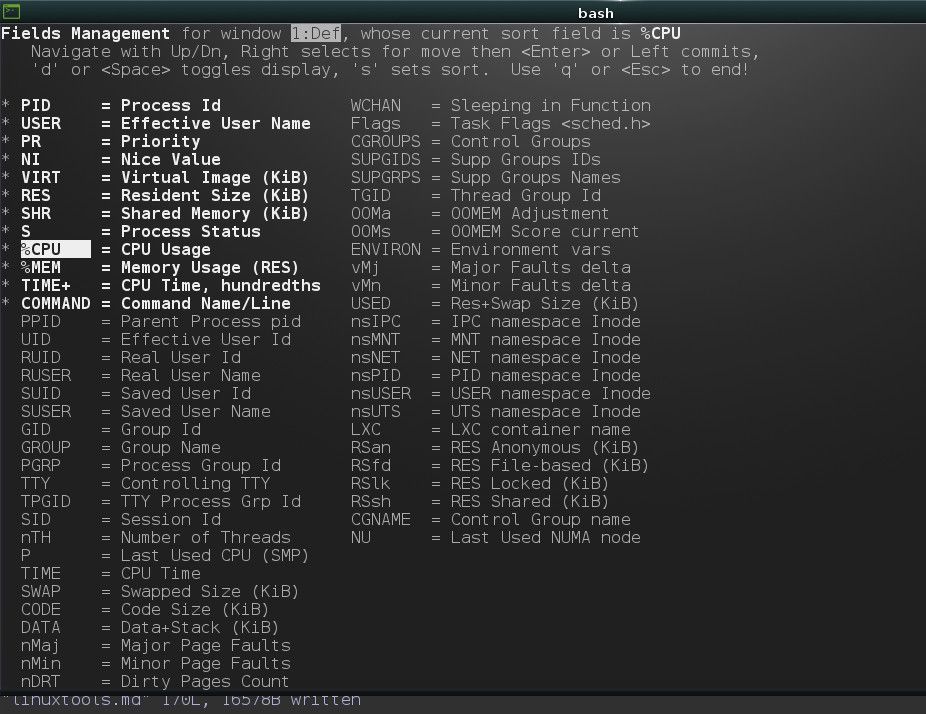 bash
Fields Management for window 1:Def, whose current sort field is %CPU
Navigate with Up/Dn, Right selects for move then <Enter> or Left commits,
'd' or <Space> toggles display, 's' sets sort. Use 'q' or <Esc> to end!
* PID = Process Id WCHAN = Sleeping in Function
* USER = Effective User Name Flags = Task Flags <sched.h>
* PR = Priority CGROUPS = Control Groups
* NI = Nice Value SUPGIDS = Supp Groups IDs
* VIRT = Virtual Image (KiB) SUPGRPS = Supp Groups Names
* RES = Resident Size (KiB) TGID = Thread Group Id
* SHR = Shared Memory (KiB) OOMa = OOMEM Adjustment
* S = Process Status OOMs = OOMEM Score current
* %CPU = CPU Usage ENVIRON = Environment vars
* %MEM = Memory Usage (RES) vMj = Major Faults delta
* TIME+ = CPU Time, hundredths vMn = Minor Faults delta
* COMMAND = Command Name/Line USED = Res+Swap Size (KiB)
PPID = Parent Process pid nsIPC = IPC namespace Inode
UID = Effective User Id nsMNT = MNT namespace Inode
RUID = Real User Id nsNET = NET namespace Inode
RUSER = Real User Name nsPID = PID namespace Inode
SUID = Saved User Id nsUSER = USER namespace Inode
SUSER = Saved User Name nsUTS = UTS namespace Inode
GID = Group Id LXC = LXC container name
GROUP = Group Name RSan = RES Anonymous (KiB)
PGRP = Process Group Id RSfd = RES File-based (KiB)
TTY = Controlling TTY RSlk = RES Locked (KiB)
TPGID = TTY Process Grp Id RSsh = RES Shared (KiB)
SID = Session Id CGNAME = Control Group name
nTH = Number of Threads NU = Last Used NUMA node
P = Last Used CPU (SMP)
TIME = CPU Time
SWAP = Swapped Size (KiB)
CODE = Code Size (KiB)
DATA = Data+Stack (KiB)
nMaj = Major Page Faults
nMin = Minor Page Faults
nDRT = Dirty Pages Count
"linuxtools.md" 170L, 16578B written